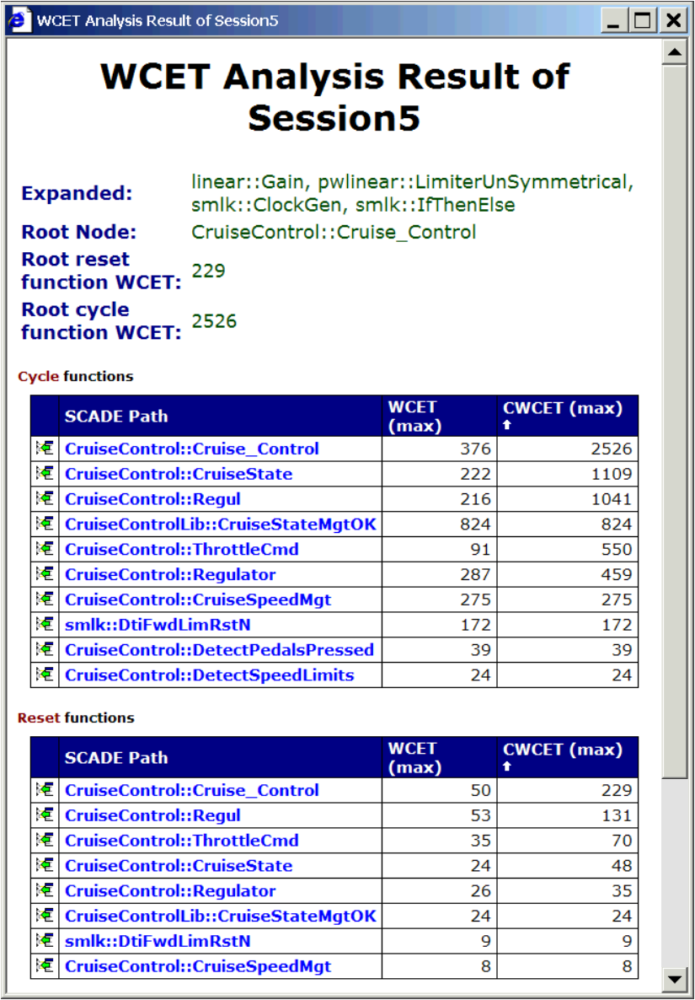 WCET Analysis Result of Session5
WCET Analysis Result of
Session5
Expanded: linear::Gain, pwlinear::LimiterUnSymmetrical,
smlk::ClockGen, smlk::IfThenElse
Root Node: CruiseControl::Cruise_Control
Root reset
function WCET: 229
Root cycle
function WCET: 2526
Cycle functions
SCADE Path WCET (max) CWCET (max)
CruiseControl::Cruise_Control 376 2526
CruiseControl::CruiseState 222 1109
CruiseControl::Regul 216 1041
CruiseControlLib::CruiseStateMgtOK 824 824
CruiseControl::ThrottleCmd 91 550
CruiseControl::Regulator 287 459
CruiseControl::CruiseSpeedMgt 275 275
smlk::DtiFwdLimRstN 172 172
CruiseControl::DetectPedalsPressed 39 39
CruiseControl::DetectSpeedLimits 24 24
Reset functions
SCADE Path WCET (max) CWCET (max)
CruiseControl::Cruise_Control 50 229
CruiseControl::Regul 53 131
CruiseControl::ThrottleCmd 35 70
CruiseControl::CruiseState 24 48
CruiseControl::Regulator 26 35
CruiseControlLib::CruiseStateMgtOK 24 24
smlk::DtiFwdLimRstN 9 9
CruiseControl::CruiseSpeedMgt 8 8